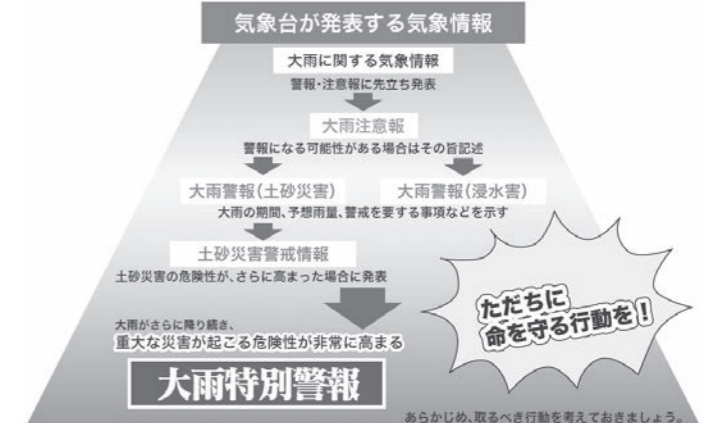 気象台が発表する気象情報
大雨に関する気象情報
警報・注意報に先立ち発表
大雨注意報
警報になる可能性がある場合はその旨記述
大雨警報(土砂災害)
大雨警報(浸水害)
大雨の期間、予想雨量、警戒を要する事項などを示す
土砂災害警戒情報
土砂災害の危険性が、さらに高まった場合に発表
大雨がさらに降り続き、
重大な災害が起こる危険性が非常に高まる
大雨特別警報
ただちに
命を守る行動を!
あらかじめ、取るべき行動を考えておきましょう。